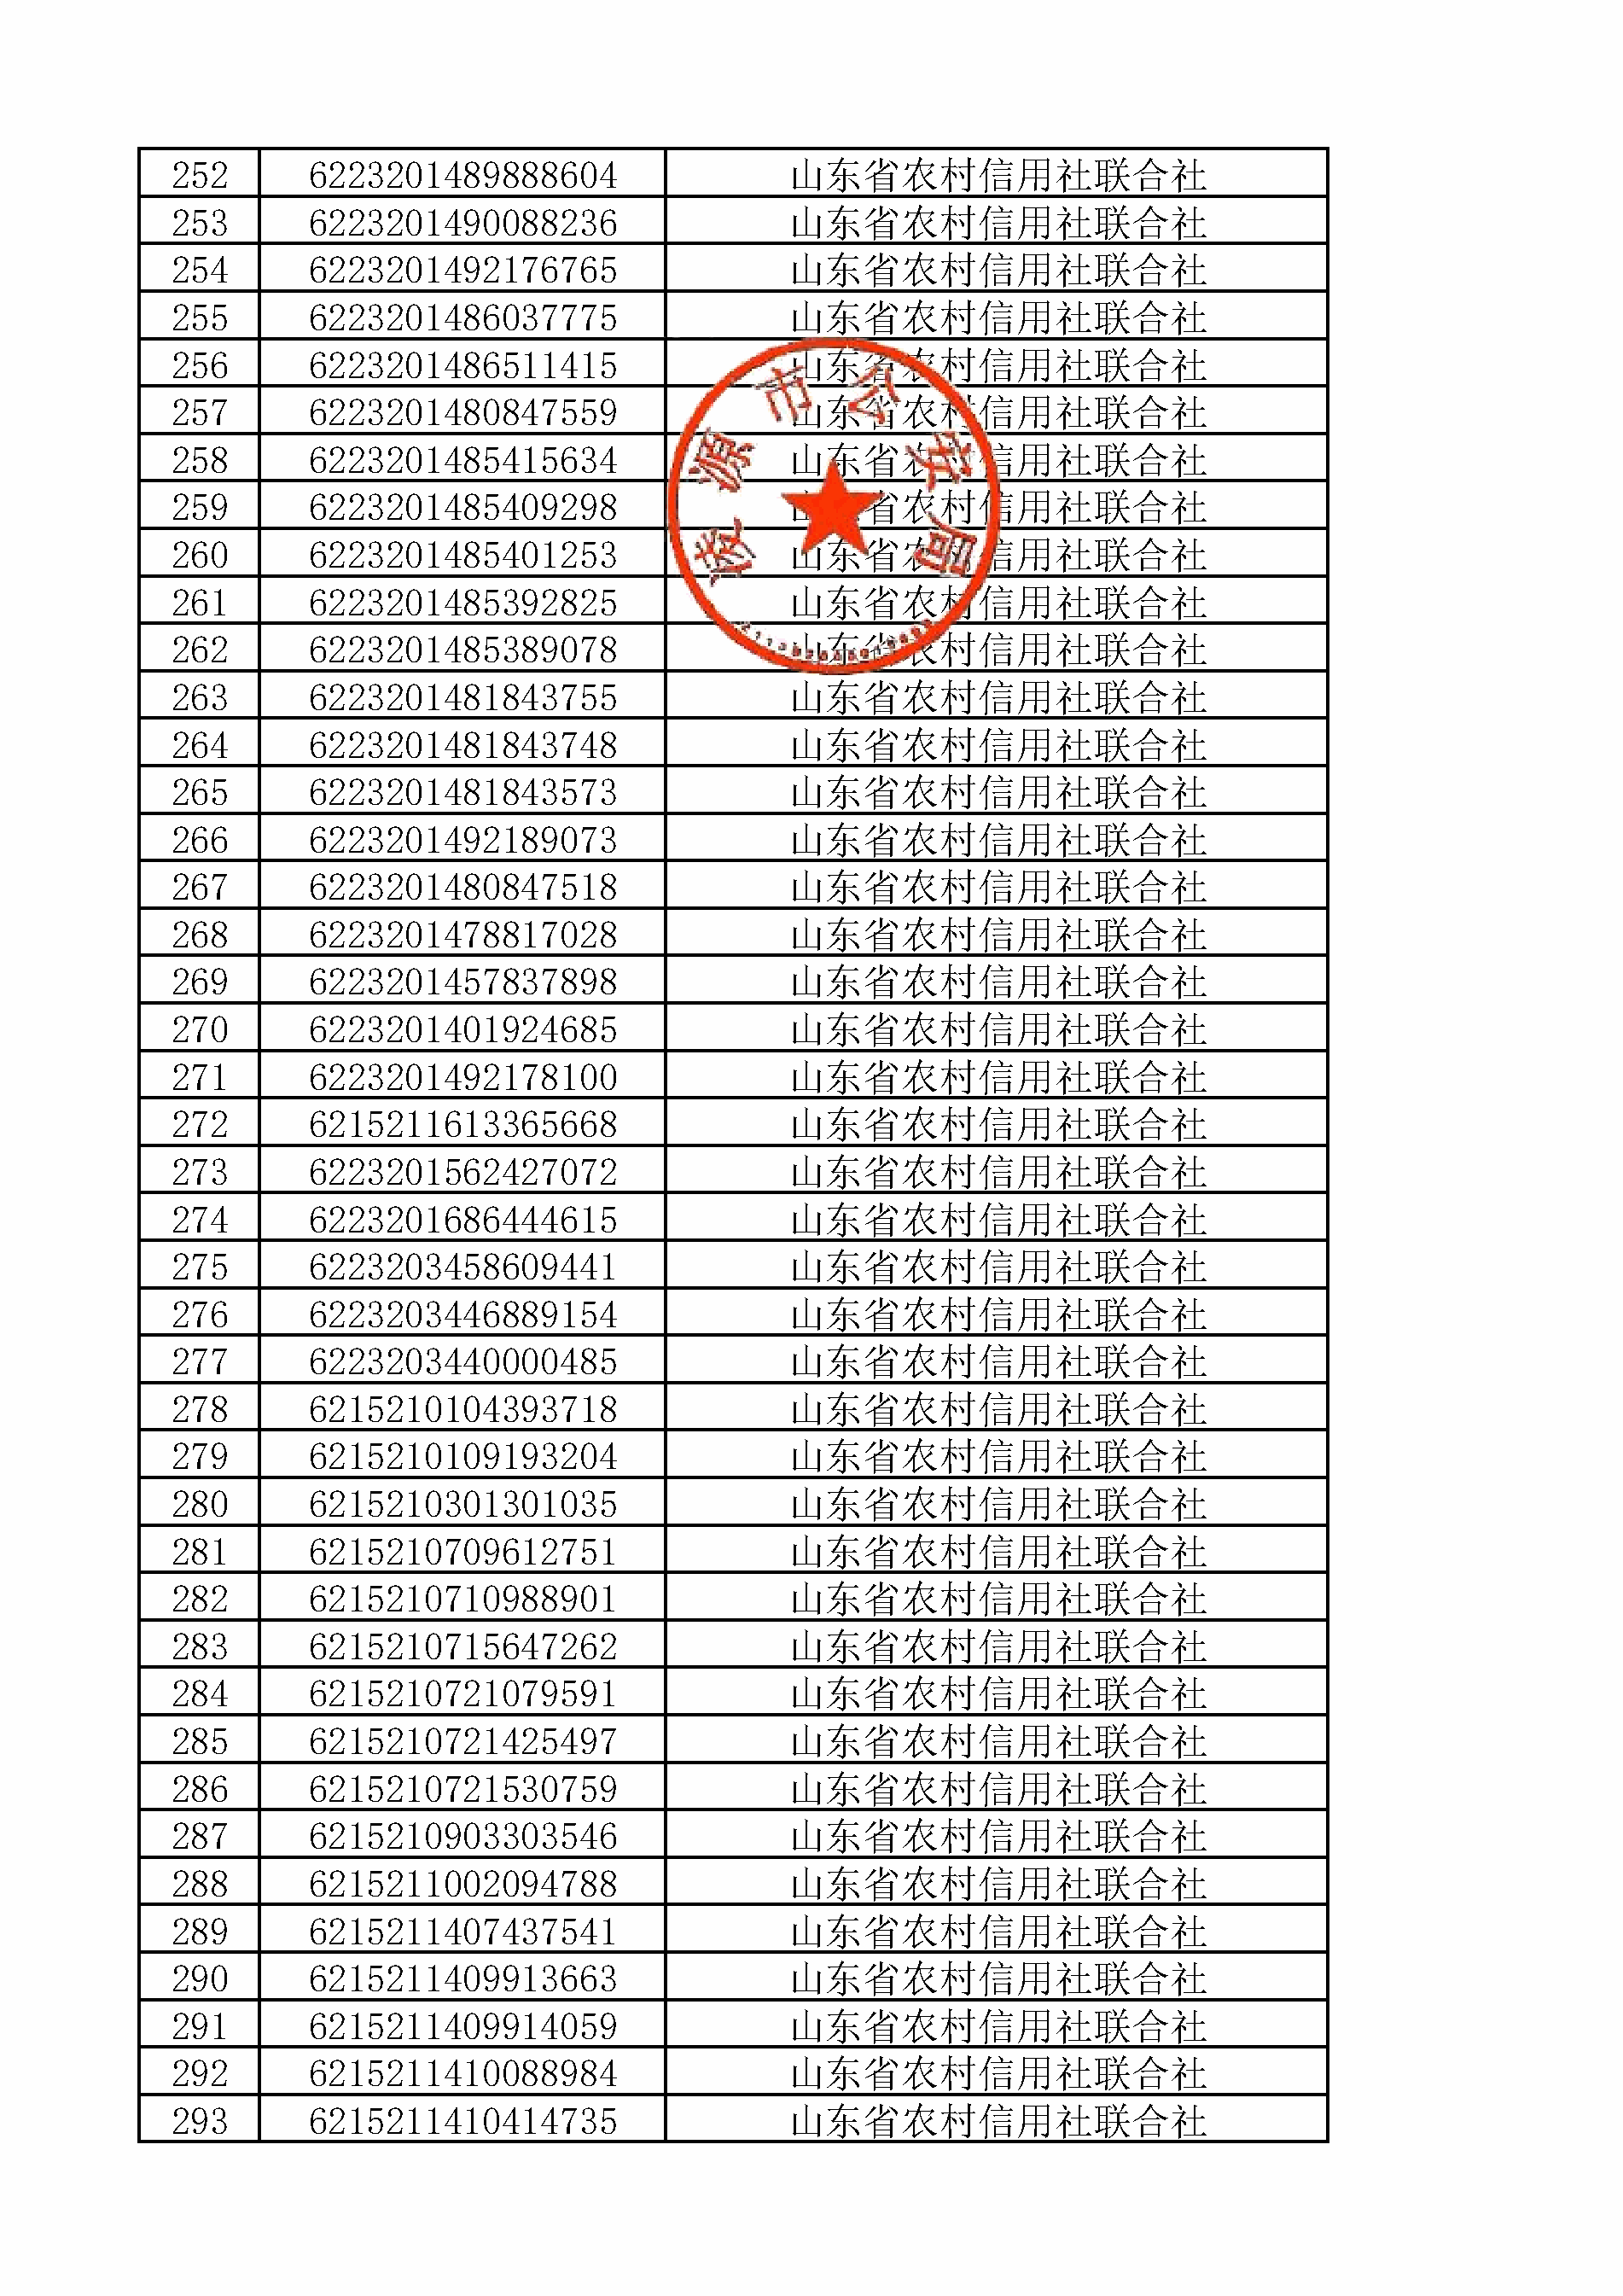 252 6223201489888604 山东省农村信用社联合社
253 6223201490088236 山东省农村信用社联合社
254 6223201492176765 山东省农村信用社联合社
255 6223201486037775 山东省农村信用社联合社
256 6223201486511415 山东省农村信用社联合社
257 6223201480847559 山东省农村信用社联合社
258 6223201485415634 山东省农村信用社联合社
259 6223201485409298 山东省农村信用社联合社
260 6223201485401253 山东省农村信用社联合社
261 6223201485392825 山东省农村信用社联合社
262 6223201485389078 山东省农村信用社联合社
263 6223201481843755 山东省农村信用社联合社
264 6223201481843748 山东省农村信用社联合社
265 6223201481843573 山东省农村信用社联合社
266 6223201492189073 山东省农村信用社联合社
267 6223201480847518 山东省农村信用社联合社
268 6223201478817028 山东省农村信用社联合社
269 6223201457837898 山东省农村信用社联合社
270 6223201401924685 山东省农村信用社联合社
271 6223201492178100 山东省农村信用社联合社
272 6215211613365668 山东省农村信用社联合社
273 6223201562427072 山东省农村信用社联合社
274 6223201686444615 山东省农村信用社联合社
275 6223203458609441 山东省农村信用社联合社
276 6223203446889154 山东省农村信用社联合社
277 6223203440000485 山东省农村信用社联合社
278 6215210104393718 山东省农村信用社联合社
279 6215210109193204 山东省农村信用社联合社
280 6215210301301035 山东省农村信用社联合社
281 6215210709612751 山东省农村信用社联合社
282 6215210710988901 山东省农村信用社联合社
283 6215210715647262 山东省农村信用社联合社
284 6215210721079591 山东省农村信用社联合社
285 6215210721425497 山东省农村信用社联合社
286 6215210721530759 山东省农村信用社联合社
287 6215210903303546 山东省农村信用社联合社
288 6215211002094788 山东省农村信用社联合社
289 6215211407437541 山东省农村信用社联合社
290 6215211409913663 山东省农村信用社联合社
291 6215211409914059 山东省农村信用社联合社
292 6215211410088984 山东省农村信用社联合社
293 6215211410414735 山东省农村信用社联合社
凌源市公安局